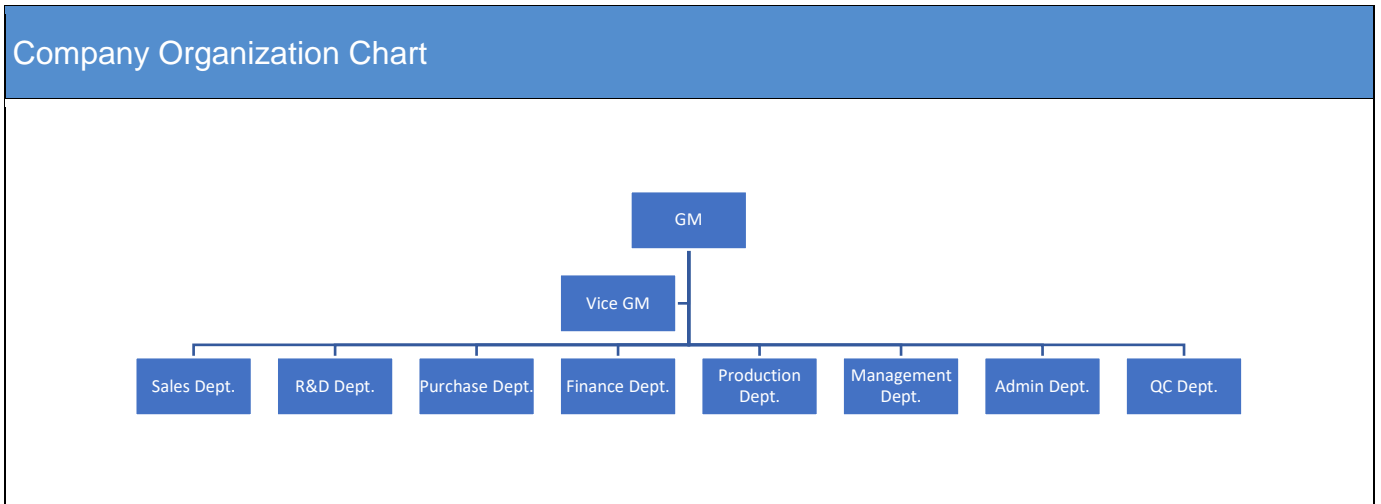 Company Organization Chart
GM
Vice GM
Sales Dept.
R&D Dept.
Purchase Dept.
Finance Dept.
Production
Dept.
Management
Dept.
Admin Dept.
QC Dept.